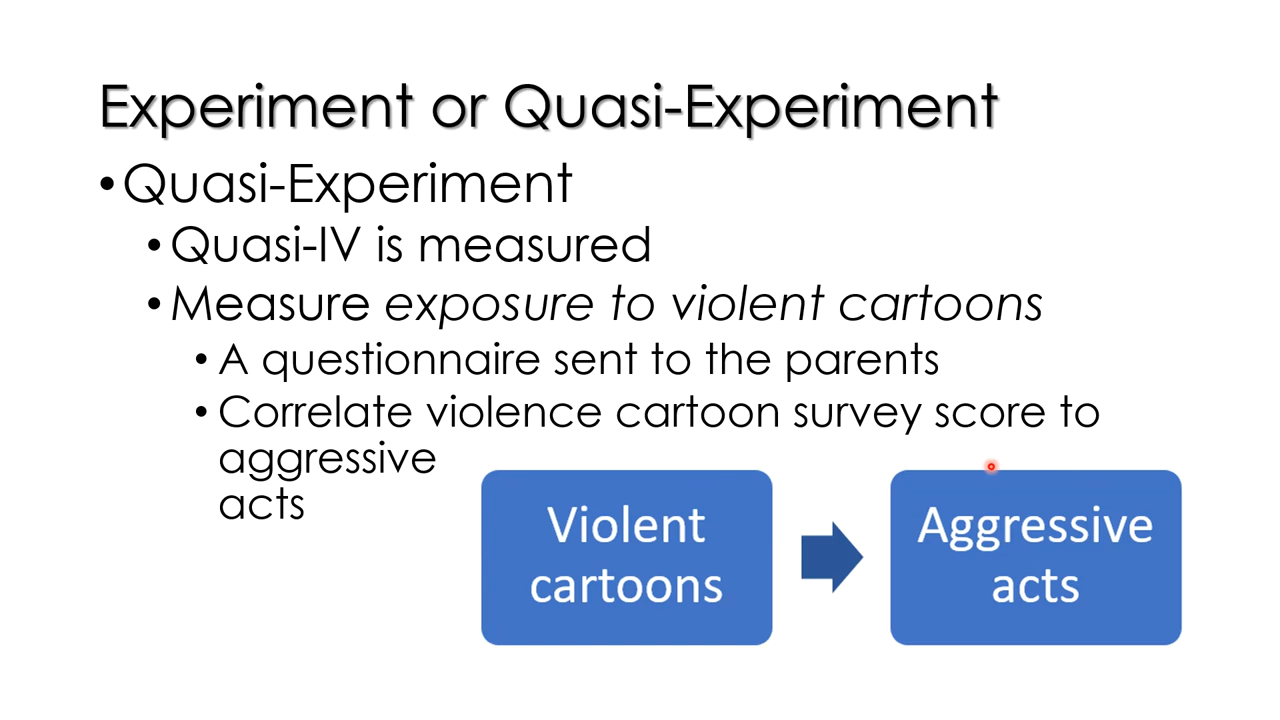 Experiment or Quasi-Experiment
•Quasi-Experiment
•Quasi-IV is measured
•Measure exposure to violent cartoons
•A questionnaire sent to the parents
•Correlate violence cartoon survey score to
aggressive
acts
Violent
cartoons
Aggressive
acts